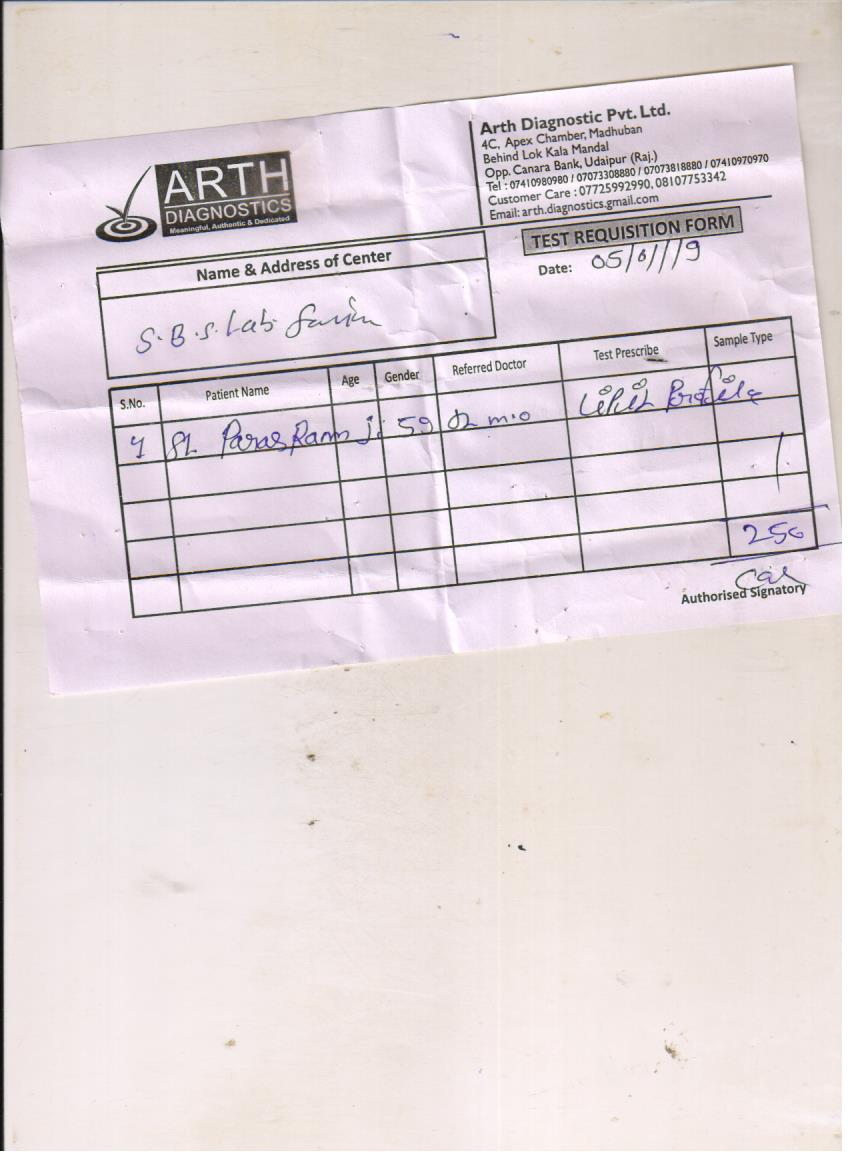 ARTH
DIAGNOSTICS
Meaningful, Authentic & Dedicated
Arth Diagnostic Pvt. Ltd.
4C, Apex Chamber, Madhuban
Behind Lok Kala Mandal
Opp. Canara Bank, Udaipur (Raj.)
Tel : 07410980980 / 07073308880 / 07073818880 / 07410970970
Customer Care : 07725992990, 08107753342
Email: arth.diagnostics.gmail.com
TEST REQUISITION FORM
Date: 05/01/19
Name & Address of Center
S.B.S. Lab
S.No. Patient Name Age Gender Referred Doctor Test Prescribe Sample Type
Paras Ram Ji 59 Dr M.O Lipid Profile
250
Authorised Signatory